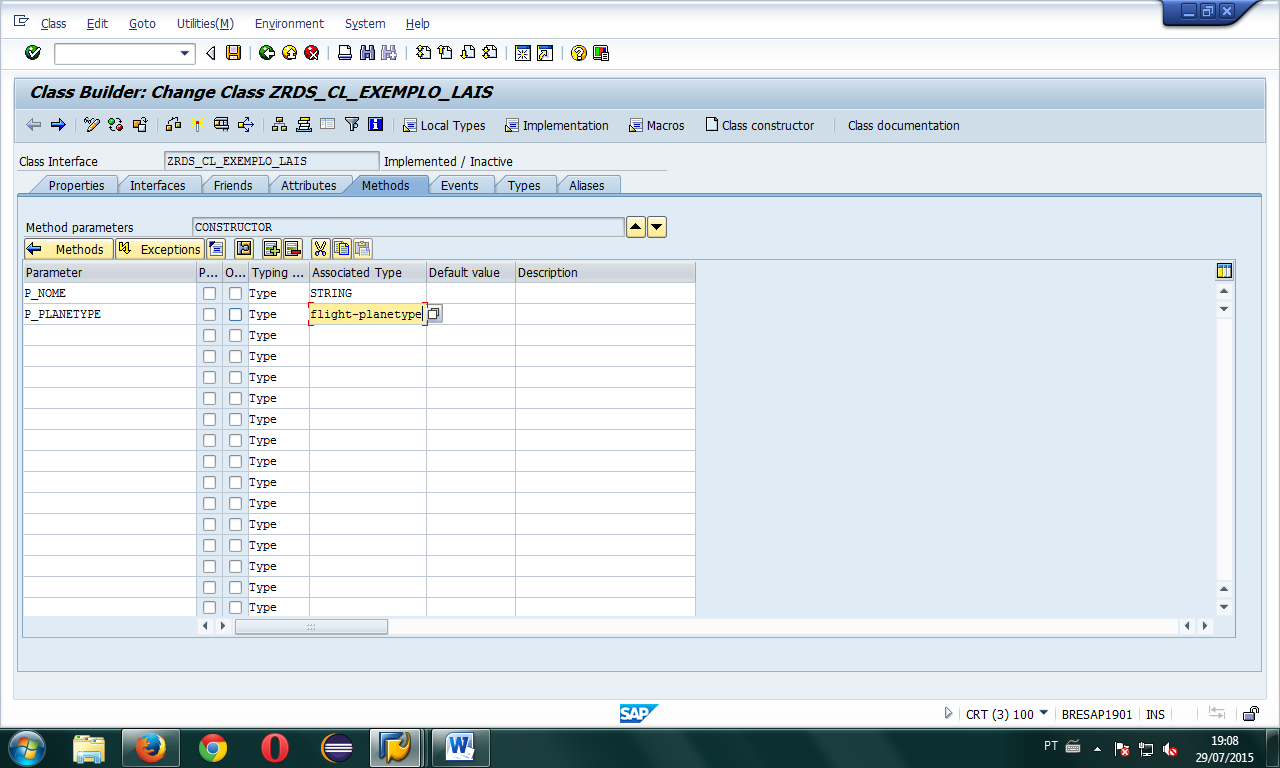 Class Edit Goto Utilities(M) Environment System Help
Class Builder: Change Class ZRDS_CL_EXEMPLO_LAIS
Local Types Implementation Macros Class constructor Class documentation
Class Interface ZRDS_CL_EXEMPLO_LAIS Implemented / Inactive
Properties Interfaces Friends Attributes Methods Events Types Aliases
Method parameters CONSTRUCTOR
Methods Exceptions
Parameter P... O... Typing ... Associated Type Default value Description
P_NOME Type STRING
P_PLANETYPE Type flight-planetype
Type
Type
Type
Type
Type
Type
Type
Type
Type
Type
Type
Type
Type
Type
SAP CRT (3) 100 BRESAP1901 INS
PT 19:08
29/07/2015